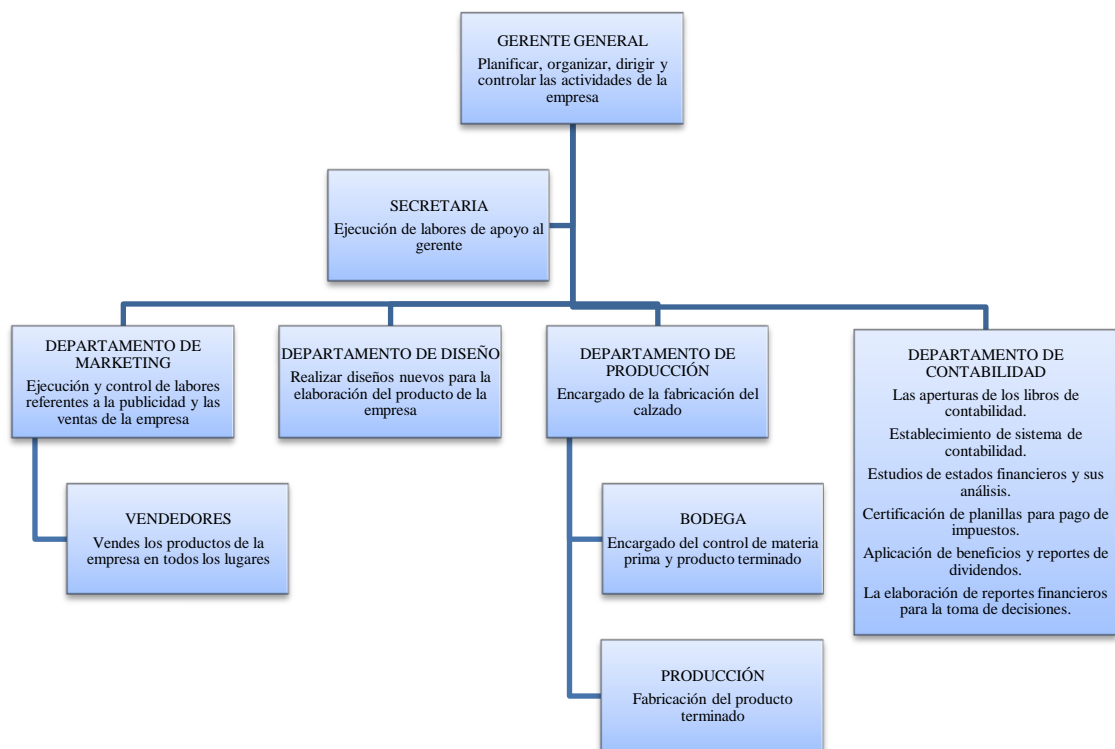 GERENTE GENERAL
Planificar, organizar, dirigir y
controlar las actividades de la
empresa
SECRETARIA
Ejecución de labores de apoyo al
gerente
DEPARTAMENTO DE
MARKETING
Ejecución y control de labores
referentes a la publicidad y las
ventas de la empresa
DEPARTAMENTO DE DISEÑO
Realizar diseños nuevos para la
elaboración del producto de la
empresa
DEPARTAMENTO DE
PRODUCCIÓN
Encargado de la fabricación del
calzado
DEPARTAMENTO DE
CONTABILIDAD
Las aperturas de los libros de
contabilidad.
Establecimiento de sistema de
contabilidad.
Estudios de estados financieros y sus
análisis.
Certificación de planillas para pago de
impuestos.
Aplicación de beneficios y reportes de
dividendos.
La elaboración de reportes financieros
para la toma de decisiones.
VENDEDORES
Vendes los productos de la
empresa en todos los lugares
BODEGA
Encargado del control de materia
prima y producto terminado
PRODUCCIÓN
Fabricación del producto
terminado